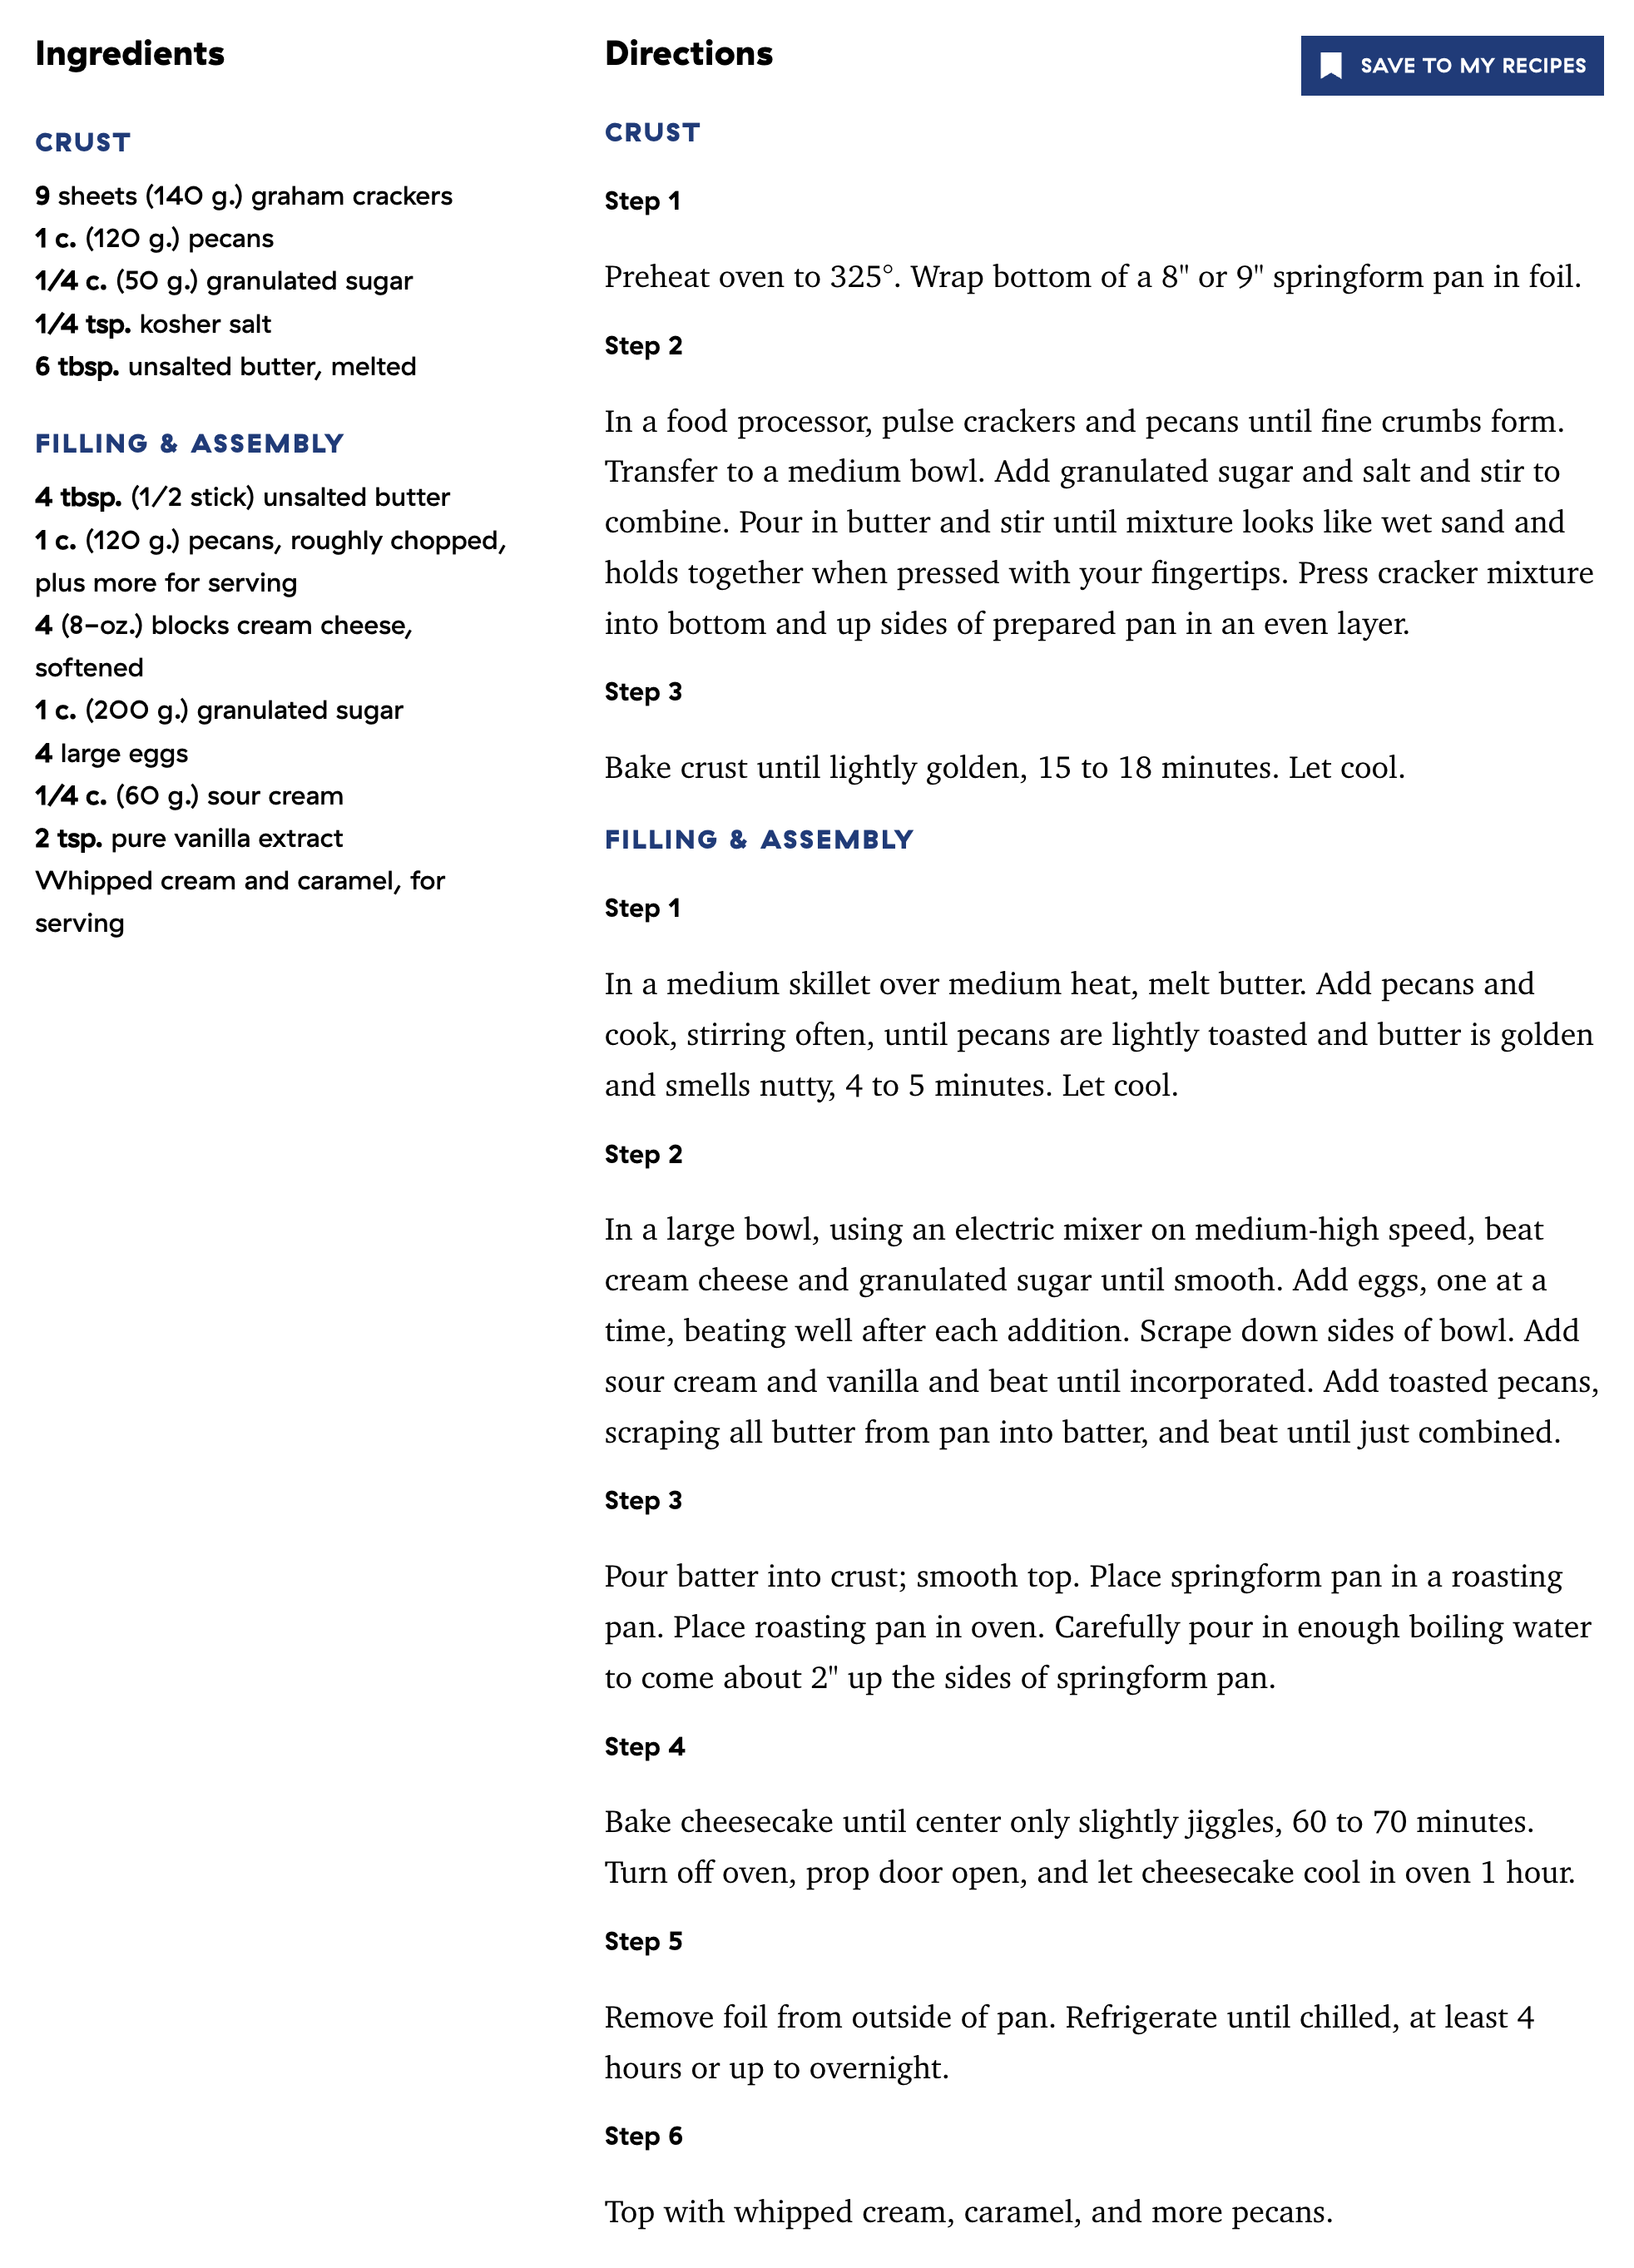 Ingredients
CRUST
9 sheets (140 g.) graham crackers
1 c. (120 g.) pecans
1/4 c. (50 g.) granulated sugar
1/4 tsp. kosher salt
6 tbsp. unsalted butter, melted
FILLING & ASSEMBLY
4 tbsp. (1/2 stick) unsalted butter
1 c. (120 g.) pecans, roughly chopped,
plus more for serving
4 (8-oz.) blocks cream cheese,
softened
1 c. (200 g.) granulated sugar
4 large eggs
1/4 c. (60 g.) sour cream
2 tsp. pure vanilla extract
Whipped cream and caramel, for
serving
Directions
SAVE TO MY RECIPES
CRUST
Step 1
Preheat oven to 325°. Wrap bottom of a 8" or 9" springform pan in foil.
Step 2
In a food processor, pulse crackers and pecans until fine crumbs form.
Transfer to a medium bowl. Add granulated sugar and salt and stir to
combine. Pour in butter and stir until mixture looks like wet sand and
holds together when pressed with your fingertips. Press cracker mixture
into bottom and up sides of prepared pan in an even layer.
Step 3
Bake crust until lightly golden, 15 to 18 minutes. Let cool.
FILLING & ASSEMBLY
Step 1
In a medium skillet over medium heat, melt butter. Add pecans and
cook, stirring often, until pecans are lightly toasted and butter is golden
and smells nutty, 4 to 5 minutes. Let cool.
Step 2
In a large bowl, using an electric mixer on medium-high speed, beat
cream cheese and granulated sugar until smooth. Add eggs, one at a
time, beating well after each addition. Scrape down sides of bowl. Add
sour cream and vanilla and beat until incorporated. Add toasted pecans,
scraping all butter from pan into batter, and beat until just combined.
Step 3
Pour batter into crust; smooth top. Place springform pan in a roasting
pan. Place roasting pan in oven. Carefully pour in enough boiling water
to come about 2" up the sides of springform pan.
Step 4
Bake cheesecake until center only slightly jiggles, 60 to 70 minutes.
Turn off oven, prop door open, and let cheesecake cool in oven 1 hour.
Step 5
Remove foil from outside of pan. Refrigerate until chilled, at least 4
hours or up to overnight.
Step 6
Top with whipped cream, caramel, and more pecans.